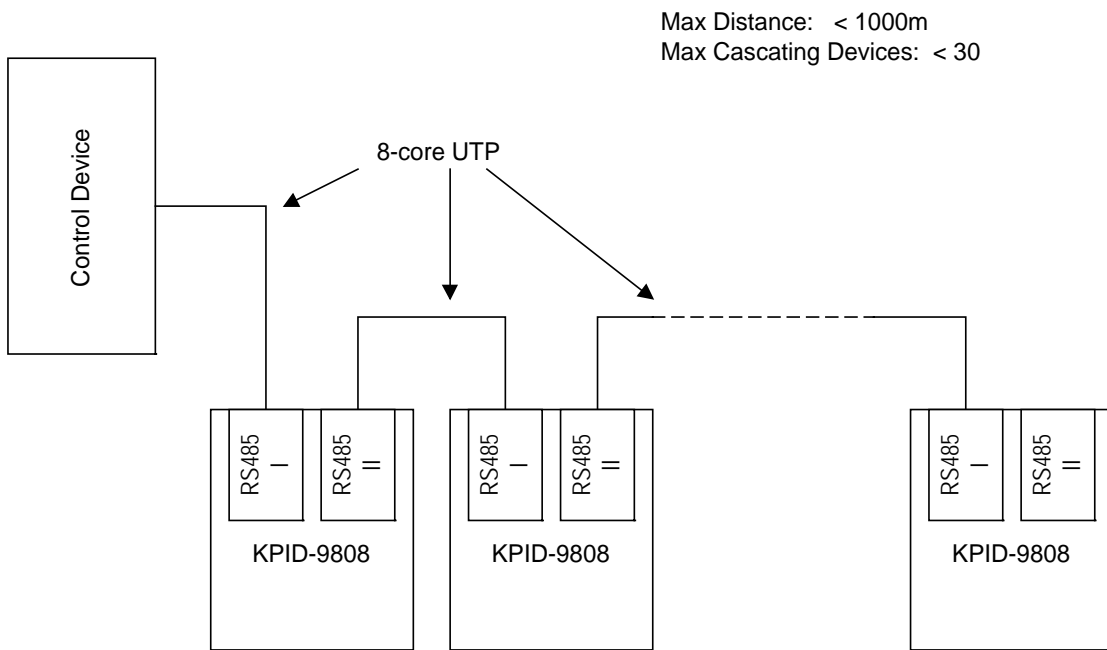 Max Distance: < 1000m
Max Cascating Devices: < 30
Control Device
8-core UTP
RS485
I
RS485
II
RS485
I
RS485
II
RS485
I
RS485
II
KPID-9808
KPID-9808
KPID-9808